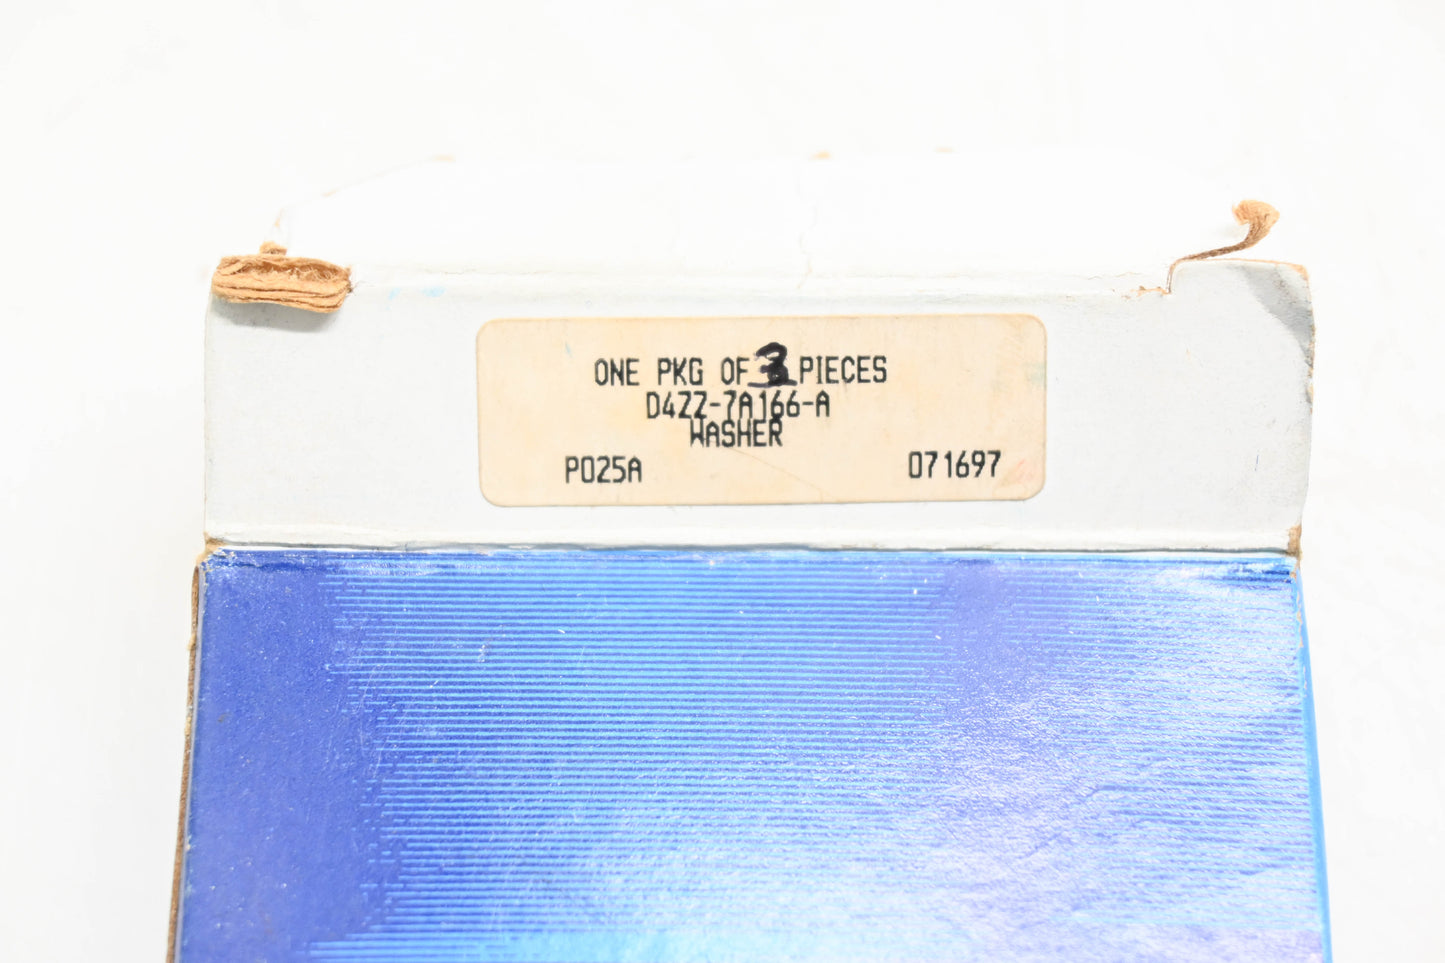 ONE PKG OF 3 PIECES
D4ZZ-7A166-A
WASHER
P025A 071697